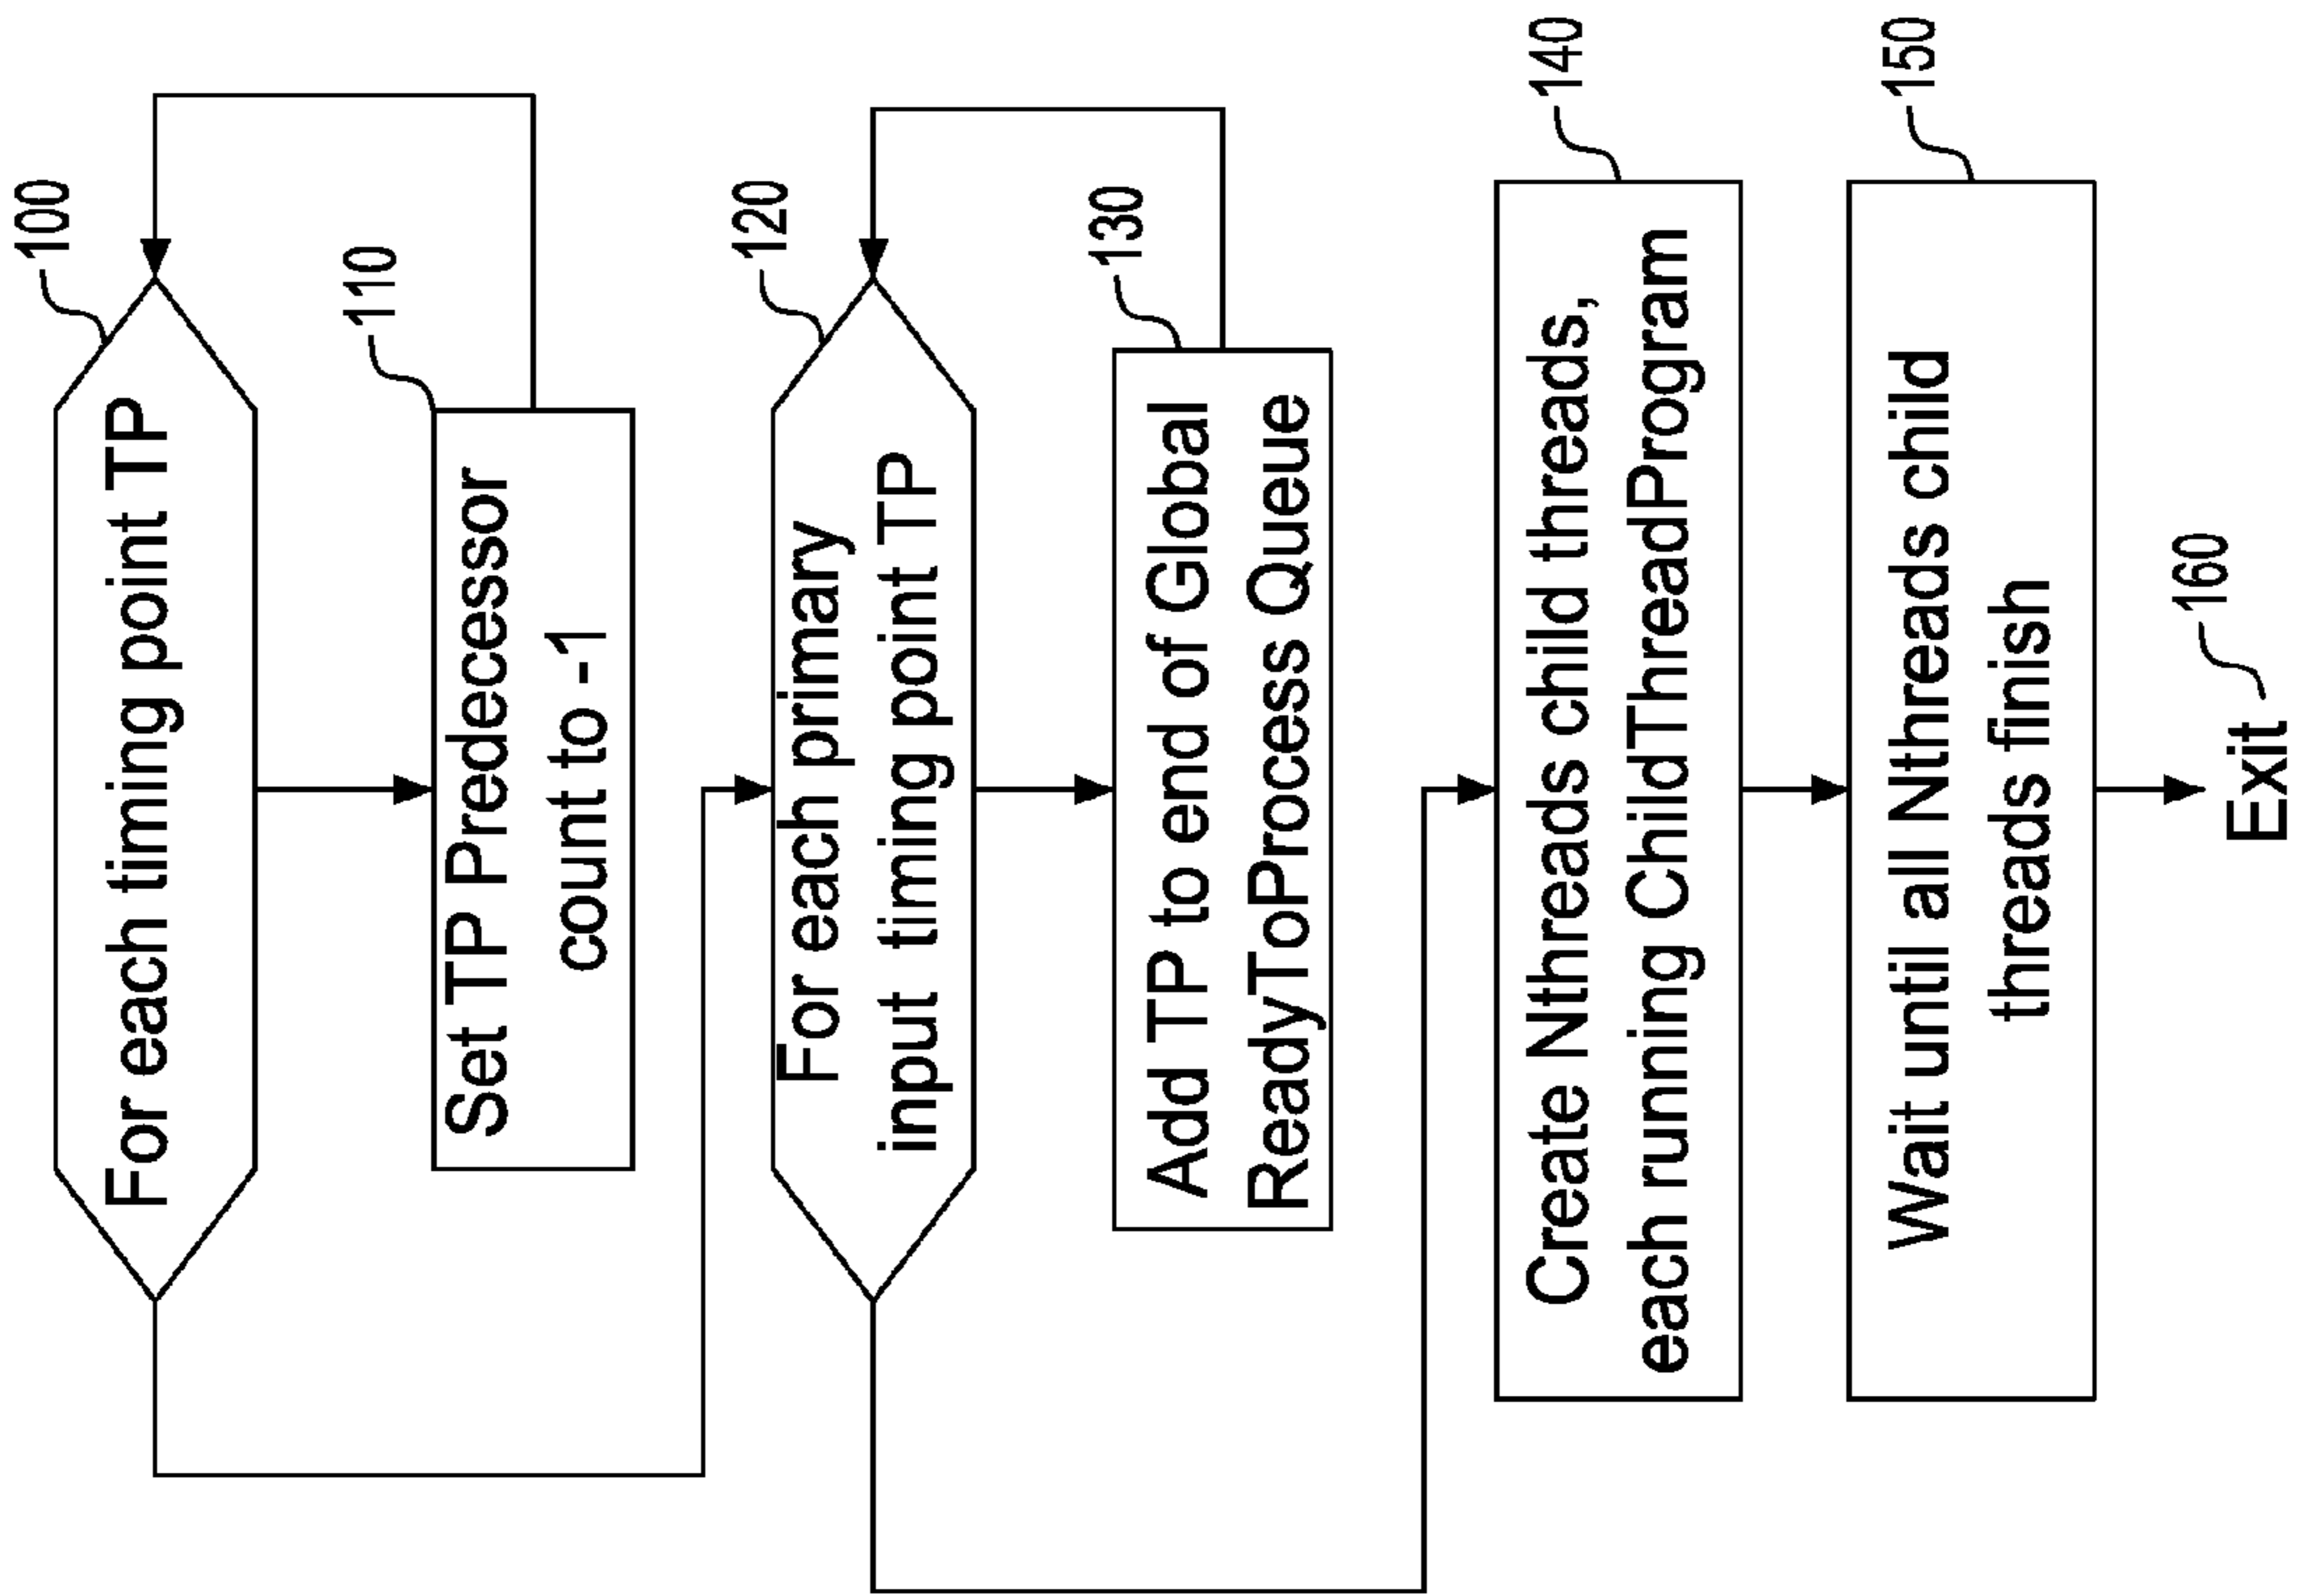 100
For each timing point TP
110
Set TP Predecessor
count to -1
120
For each primary
input timing point TP
130
Add TP to end of Global
ReadyToProcess Queue
140
Create Nthreads child threads,
each running ChildThreadProgram
150
Wait until all Nthreads child
threads finish
160
Exit